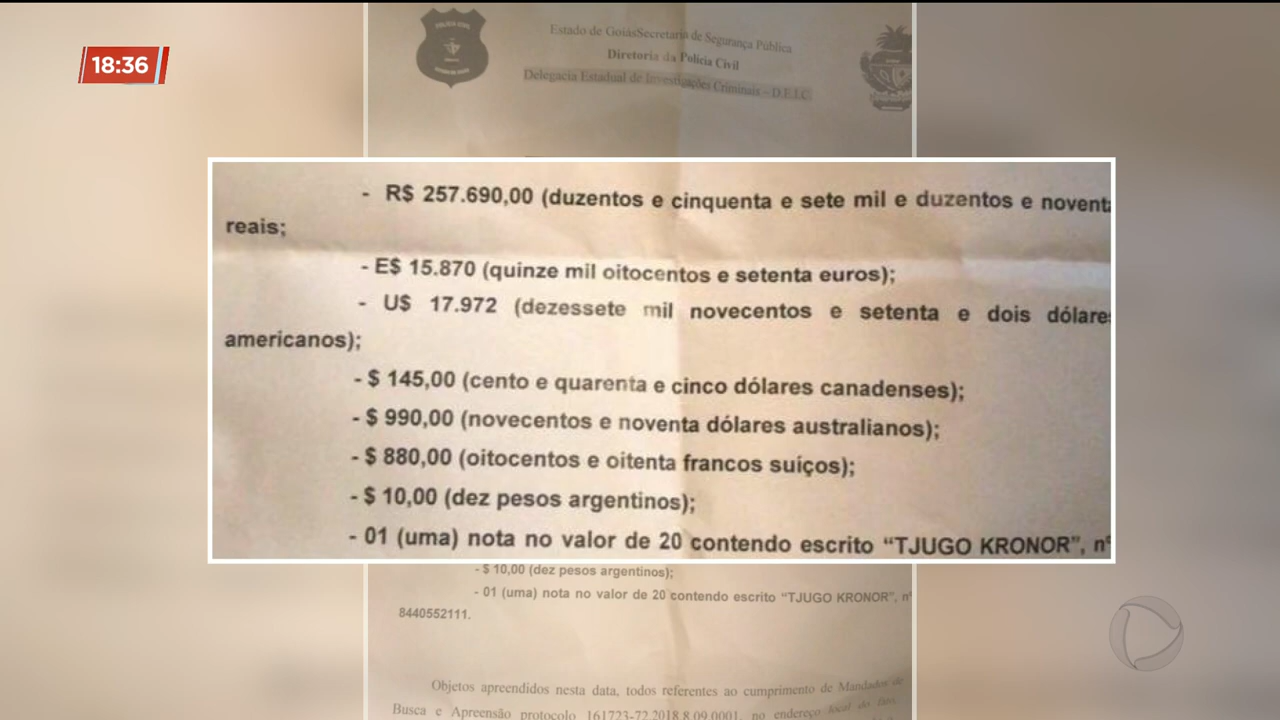 18:36
Estado de GoiásSecretaria de Segurança Pública
Diretoria da Polícia Civil
Delegacia Estadual de Investigações Criminais – D.E.I.C
- R$ 257.690,00 (duzentos e cinquenta e sete mil e duzentos e novent
reais;
- E$ 15.870 (quinze mil oitocentos e setenta euros);
- U$ 17.972 (dezessete mil novecentos e setenta e dois dólare
americanos);
- $ 145,00 (cento e quarenta e cinco dólares canadenses);
- $ 990,00 (novecentos e noventa dólares australianos);
- $ 880,00 (oitocentos e oitenta francos suíços);
- $ 10,00 (dez pesos argentinos);
- 01 (uma) nota no valor de 20 contendo escrito “TJUGO KRONOR”, nº
- $ 10,00 (dez pesos argentinos);
- 01 (uma) nota no valor de 20 contendo escrito “TJUGO KRONOR”, nº
8440552111.
Objetos apreendidos nesta data, todos referentes ao cumprimento de Mandados de
Busca e Apreensão protocolo 161723-72.2018.8.09.0001, no endereço local do fato,